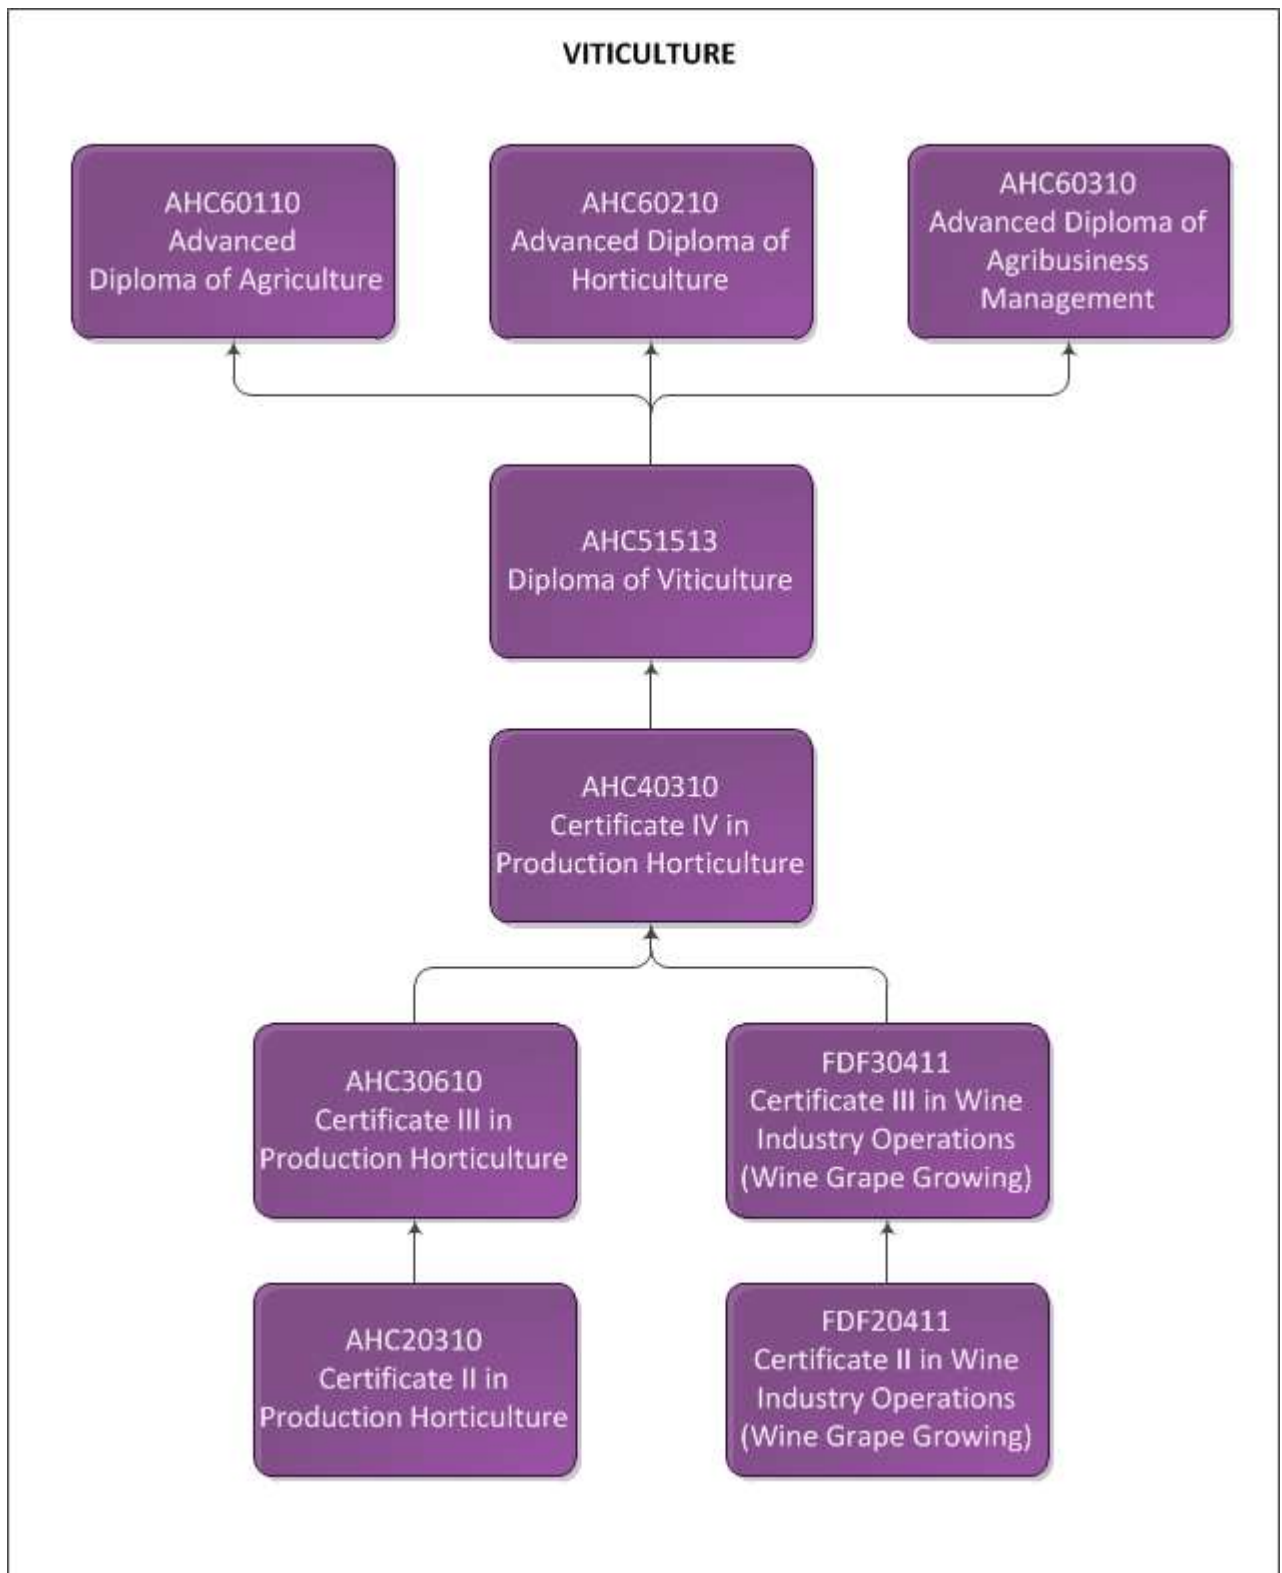 VITICULTURE
AHC60110
Advanced
Diploma of Agriculture
AHC60210
Advanced Diploma of
Horticulture
AHC60310
Advanced Diploma of
Agribusiness
Management
AHC51513
Diploma of Viticulture
AHC40310
Certificate IV in
Production Horticulture
AHC30610
Certificate III in
Production Horticulture
FDF30411
Certificate III in Wine
Industry Operations
(Wine Grape Growing)
AHC20310
Certificate II in
Production Horticulture
FDF20411
Certificate II in Wine
Industry Operations
(Wine Grape Growing)